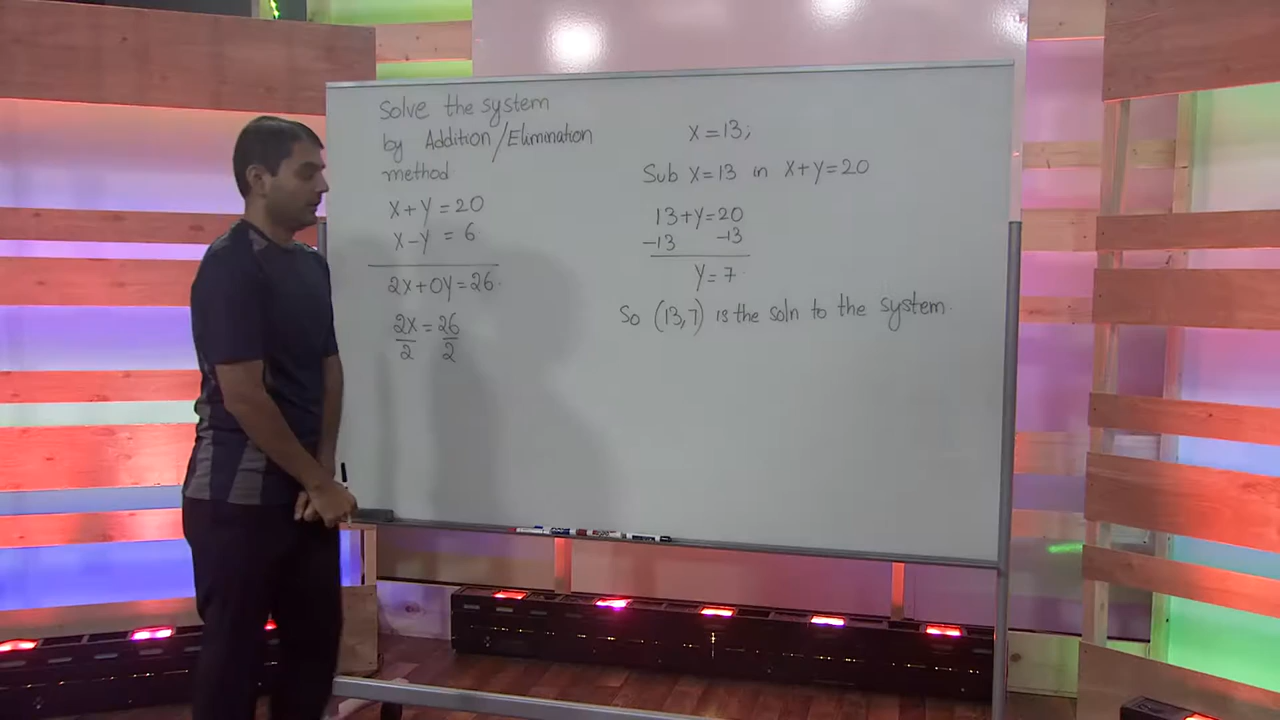 Solve the system
by Addition/Elimination
method
x+y=20
x-y = 6
2x+0y=26.
2x/2 = 26/2
x=13;
Sub x=13 in x+y=20
13+y=20
-13 -13
y=7.
So (13,7) is the soln to the system.